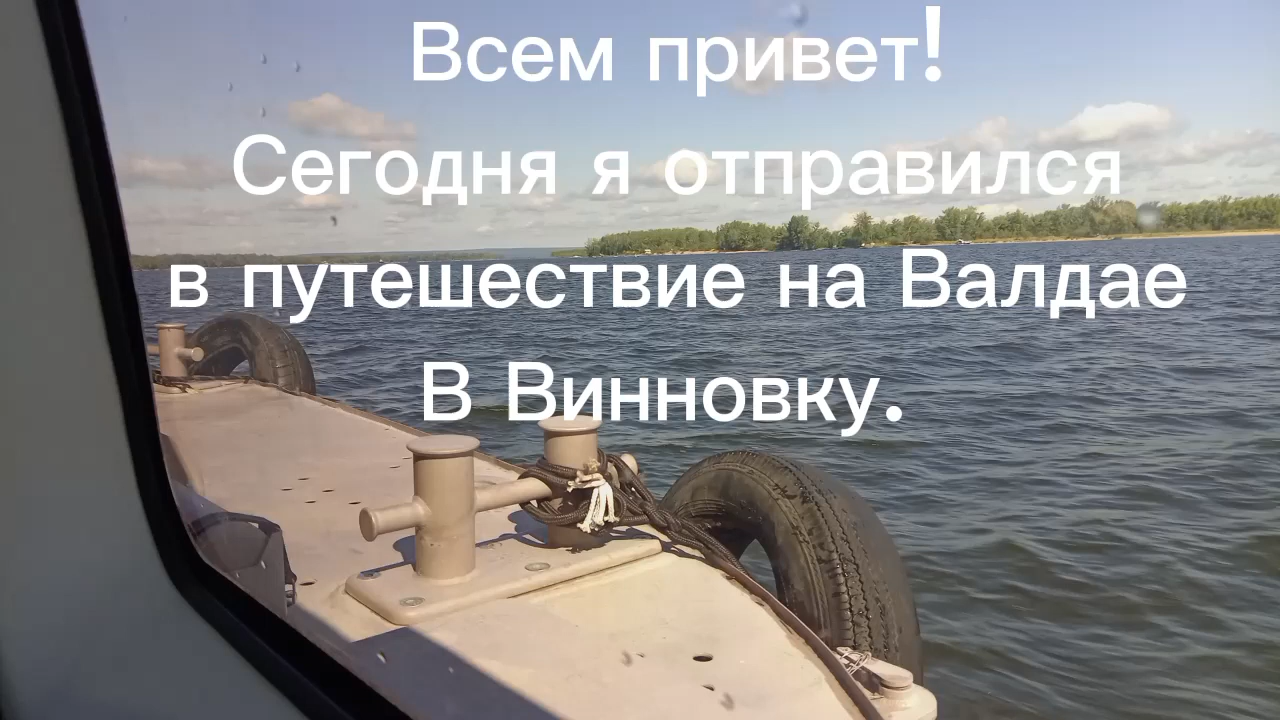 Всем привет!
Сегодня я отправился
в путешествие на Валдае
В Винновку.